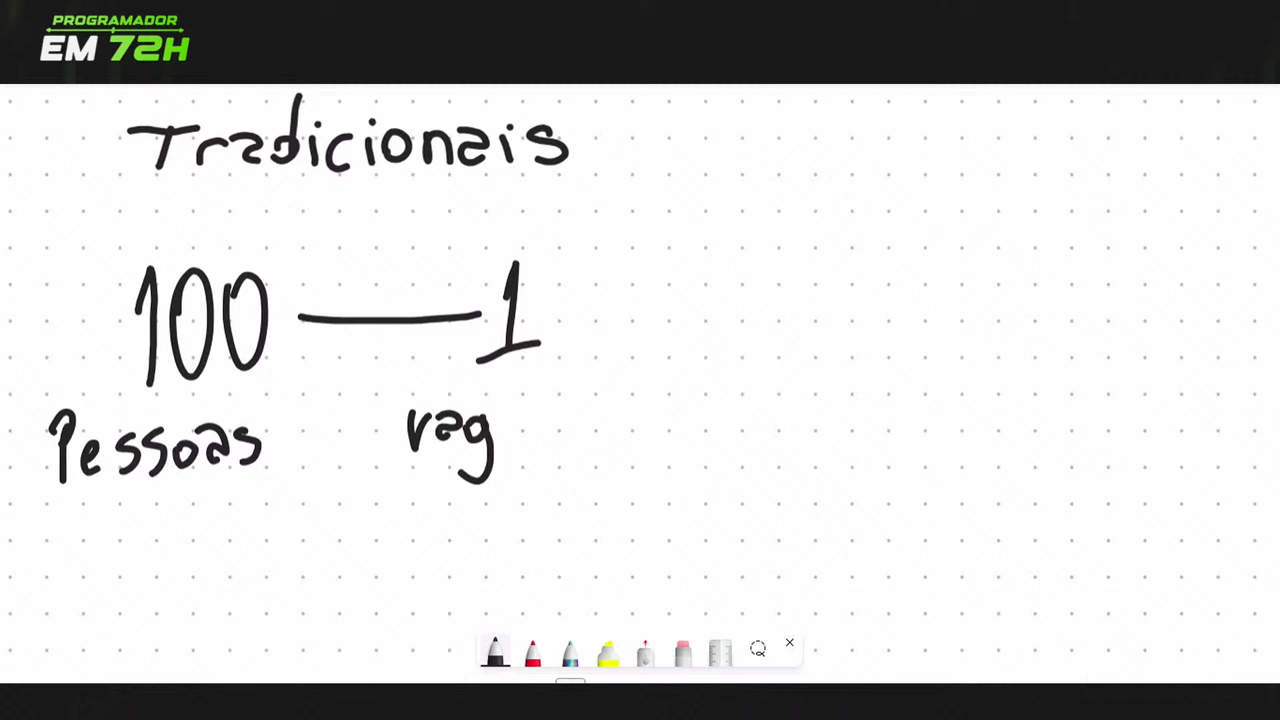 PROGRAMADOR
EM 72H
Tradicionais
100 — 1
Pessoas vag